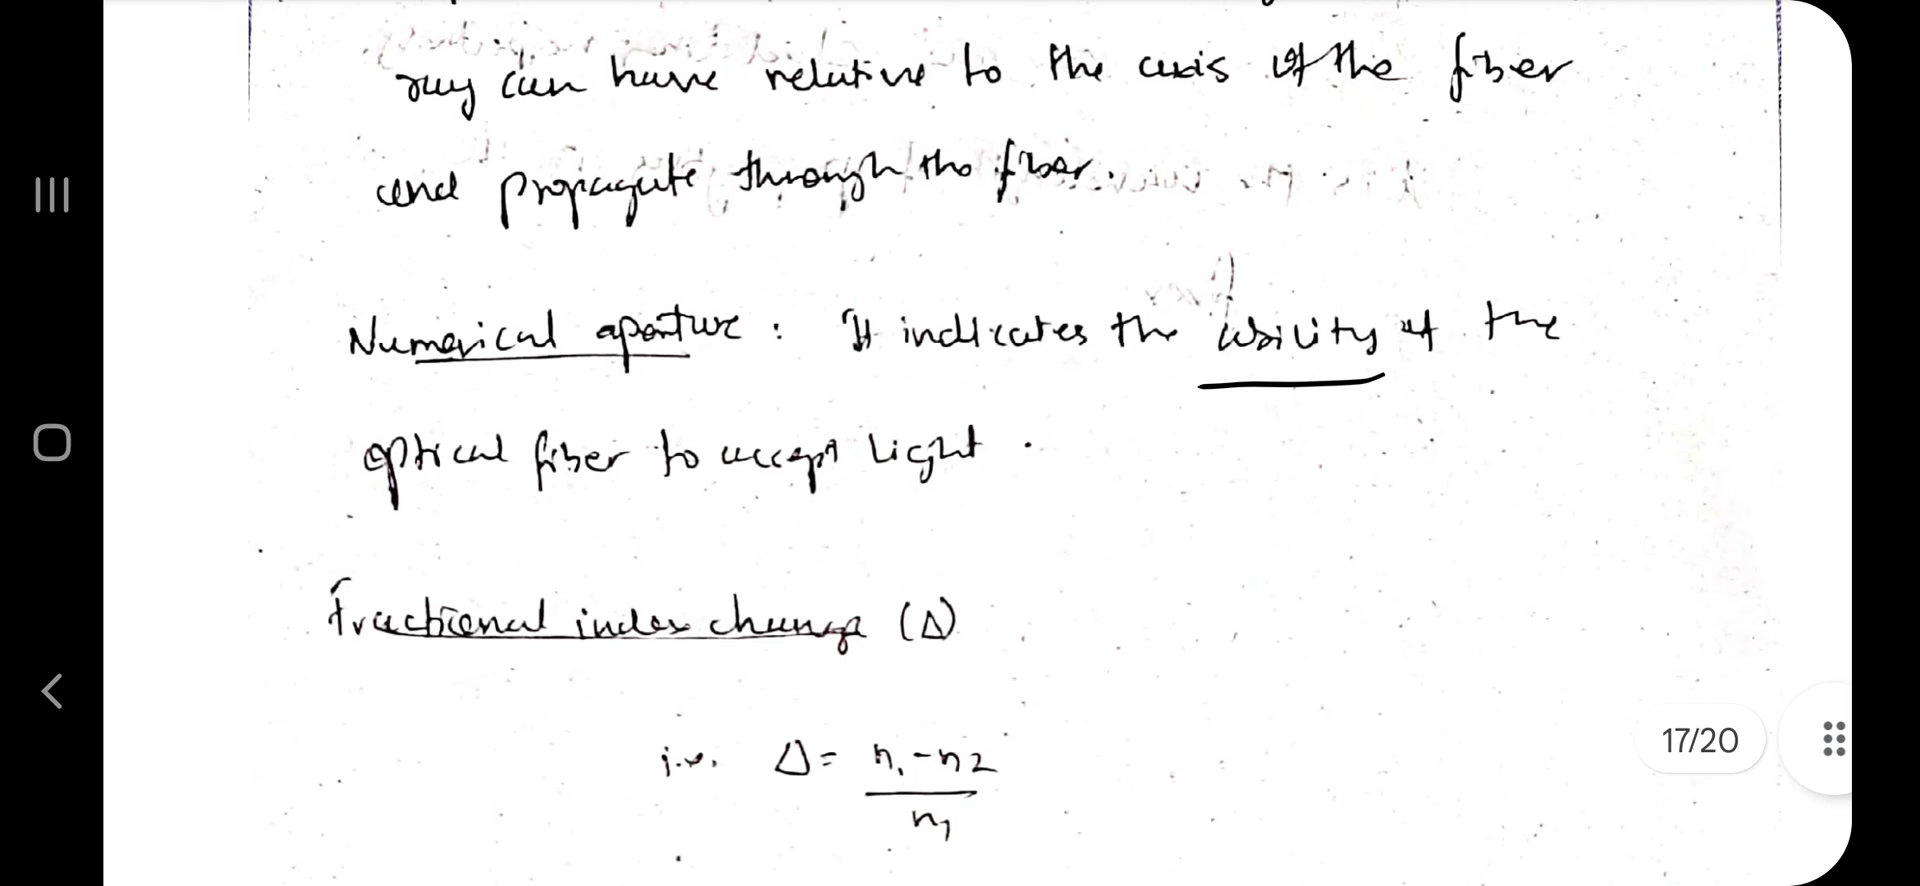 ray can have relative to the axis of the fiber
and propagate through the fiber.
Numerical aperture : It indicates the ability of the
optical fiber to accept light .
Fractional index change (Δ)
i.e. Δ = n1 - n2
n1
17/20